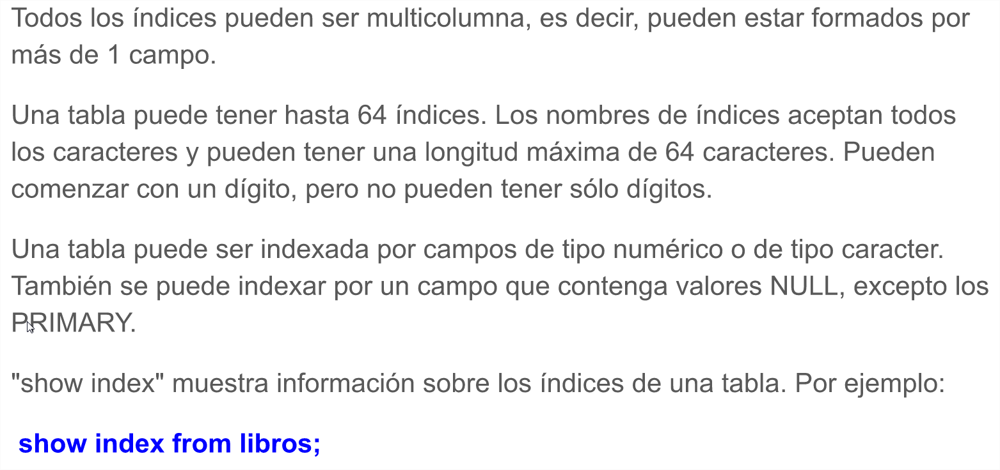 Todos los índices pueden ser multicolumna, es decir, pueden estar formados por
más de 1 campo.
Una tabla puede tener hasta 64 índices. Los nombres de índices aceptan todos
los caracteres y pueden tener una longitud máxima de 64 caracteres. Pueden
comenzar con un dígito, pero no pueden tener sólo dígitos.
Una tabla puede ser indexada por campos de tipo numérico o de tipo caracter.
También se puede indexar por un campo que contenga valores NULL, excepto los
PRIMARY.
"show index" muestra información sobre los índices de una tabla. Por ejemplo:
show index from libros;